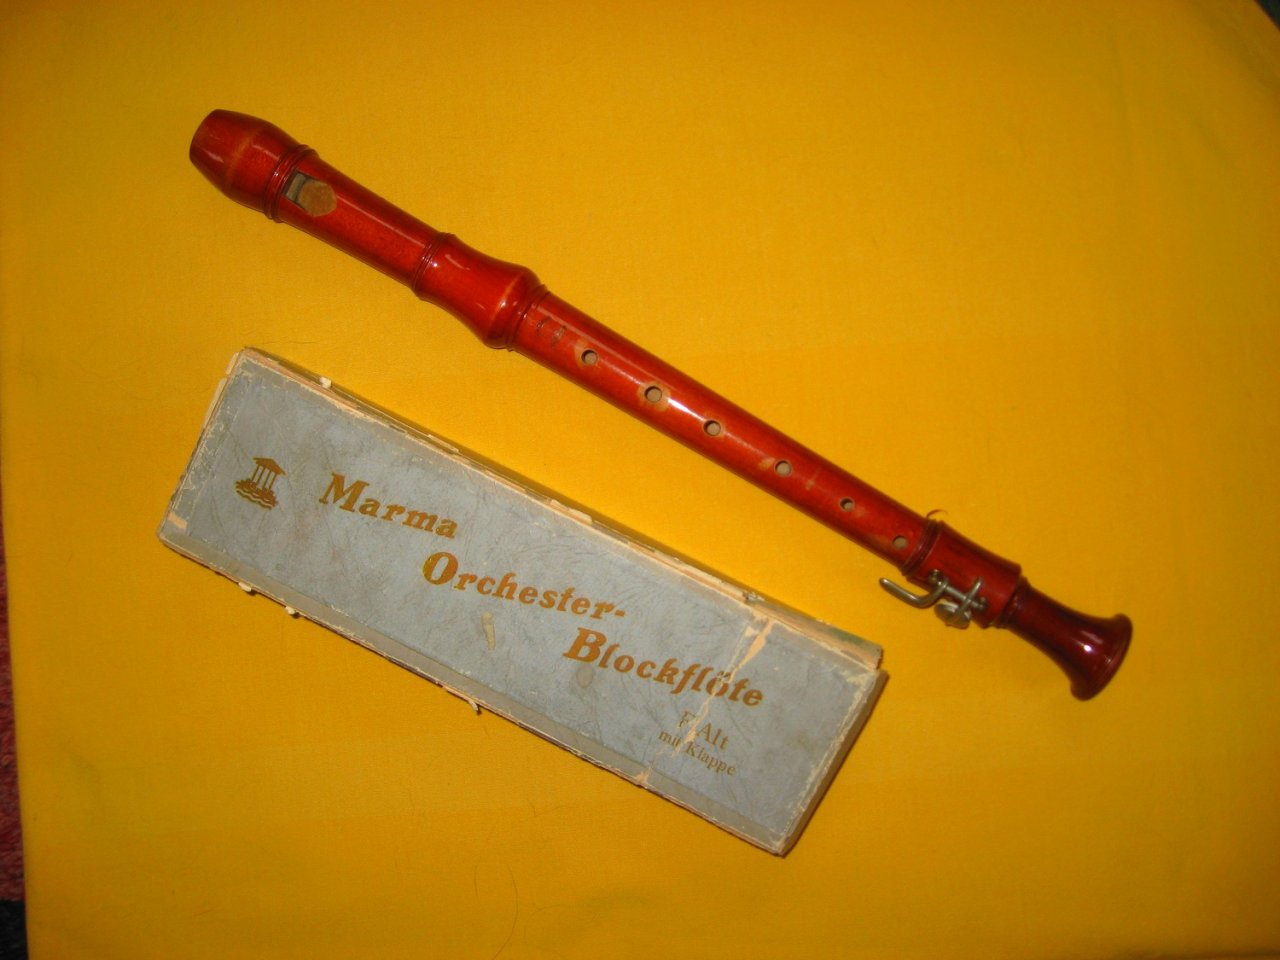 Marma
Orchester-
Blockflöte
F Alt
mit Klappe